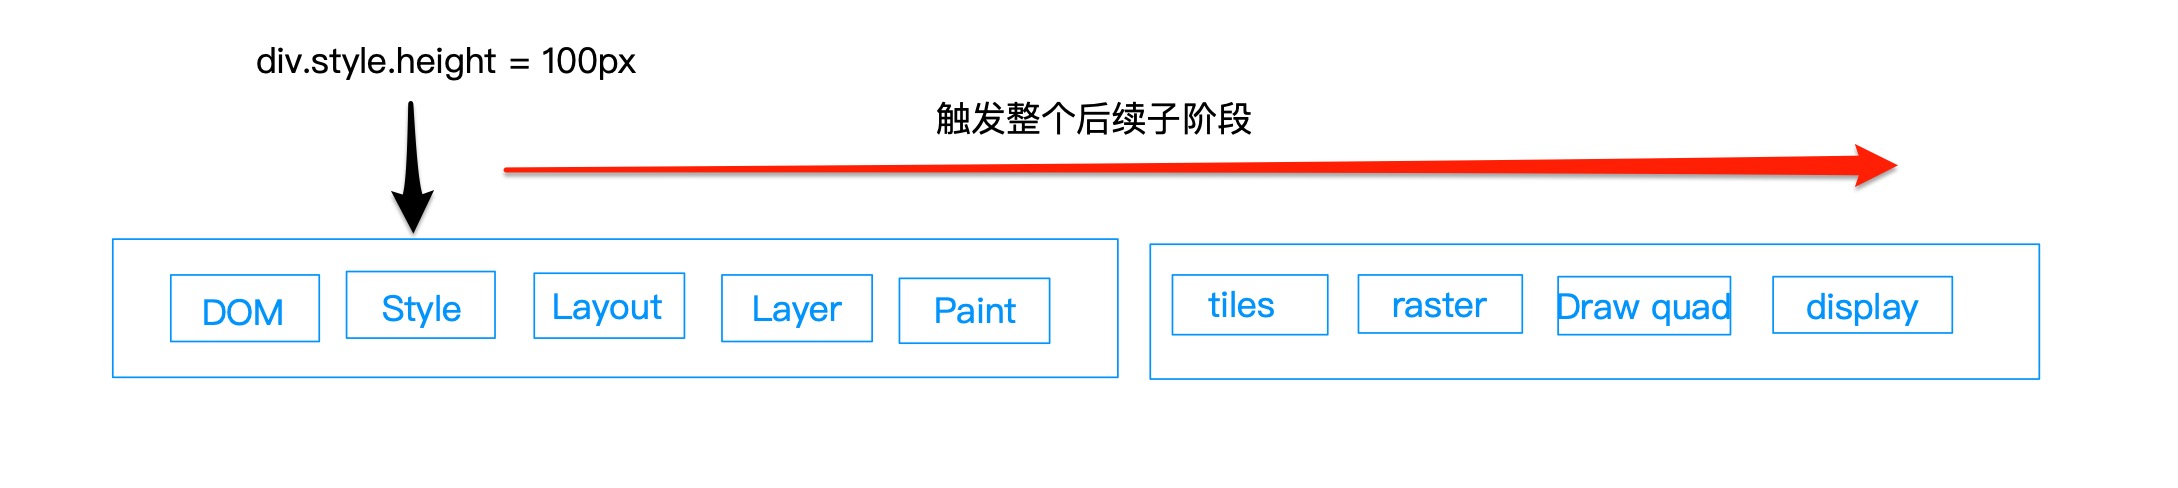 div.style.height = 100px
触发整个后续子阶段
DOM
Style
Layout
Layer
Paint
tiles
raster
Draw quad
display